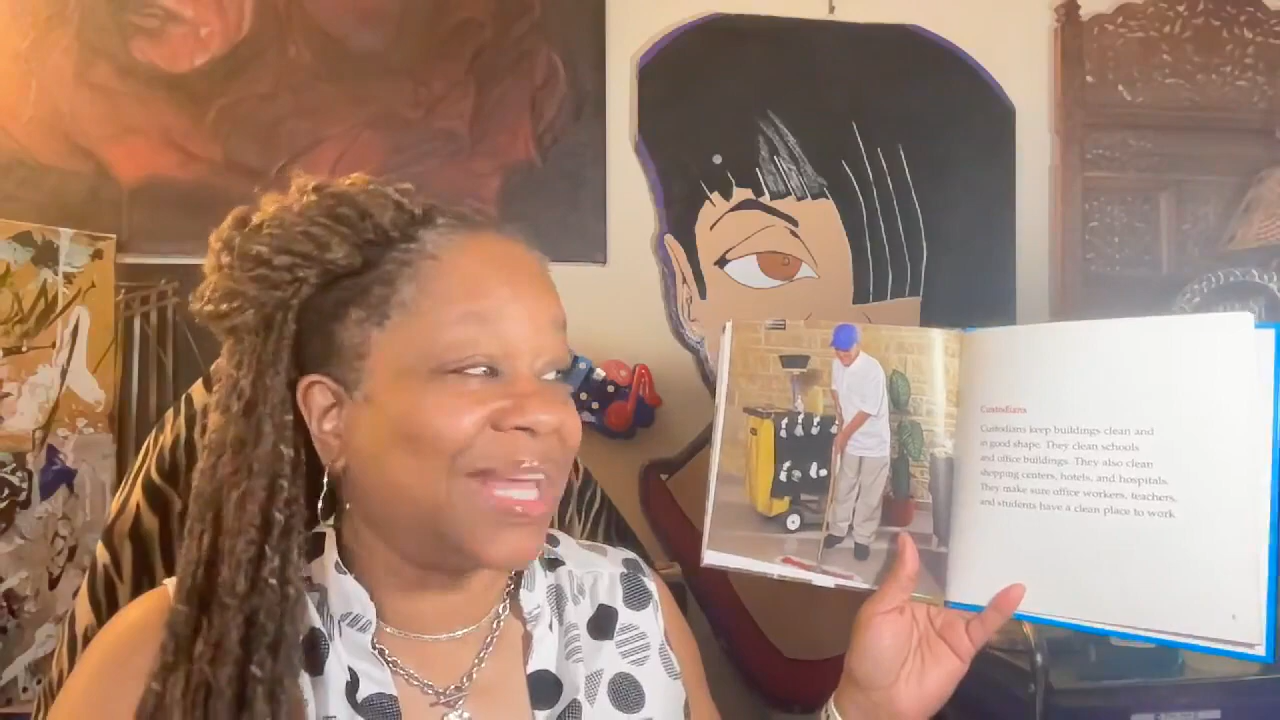 Custodians
Custodians keep buildings clean and
in good shape. They clean schools
and office buildings. They also clean
shopping centers, hotels, and hospitals.
They make sure office workers, teachers,
and students have a clean place to work.